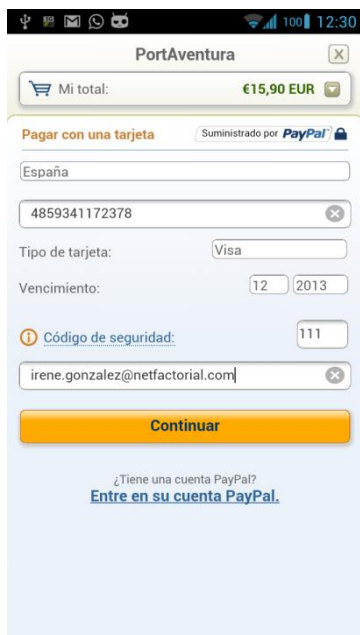 100 12:30
PortAventura
Mi total: €15,90 EUR
Pagar con una tarjeta Suministrado por PayPal
España
4859341172378
Tipo de tarjeta: Visa
Vencimiento: 12 2013
Código de seguridad: 111
irene.gonzalez@netfactorial.com
Continuar
¿Tiene una cuenta PayPal?
Entre en su cuenta PayPal.